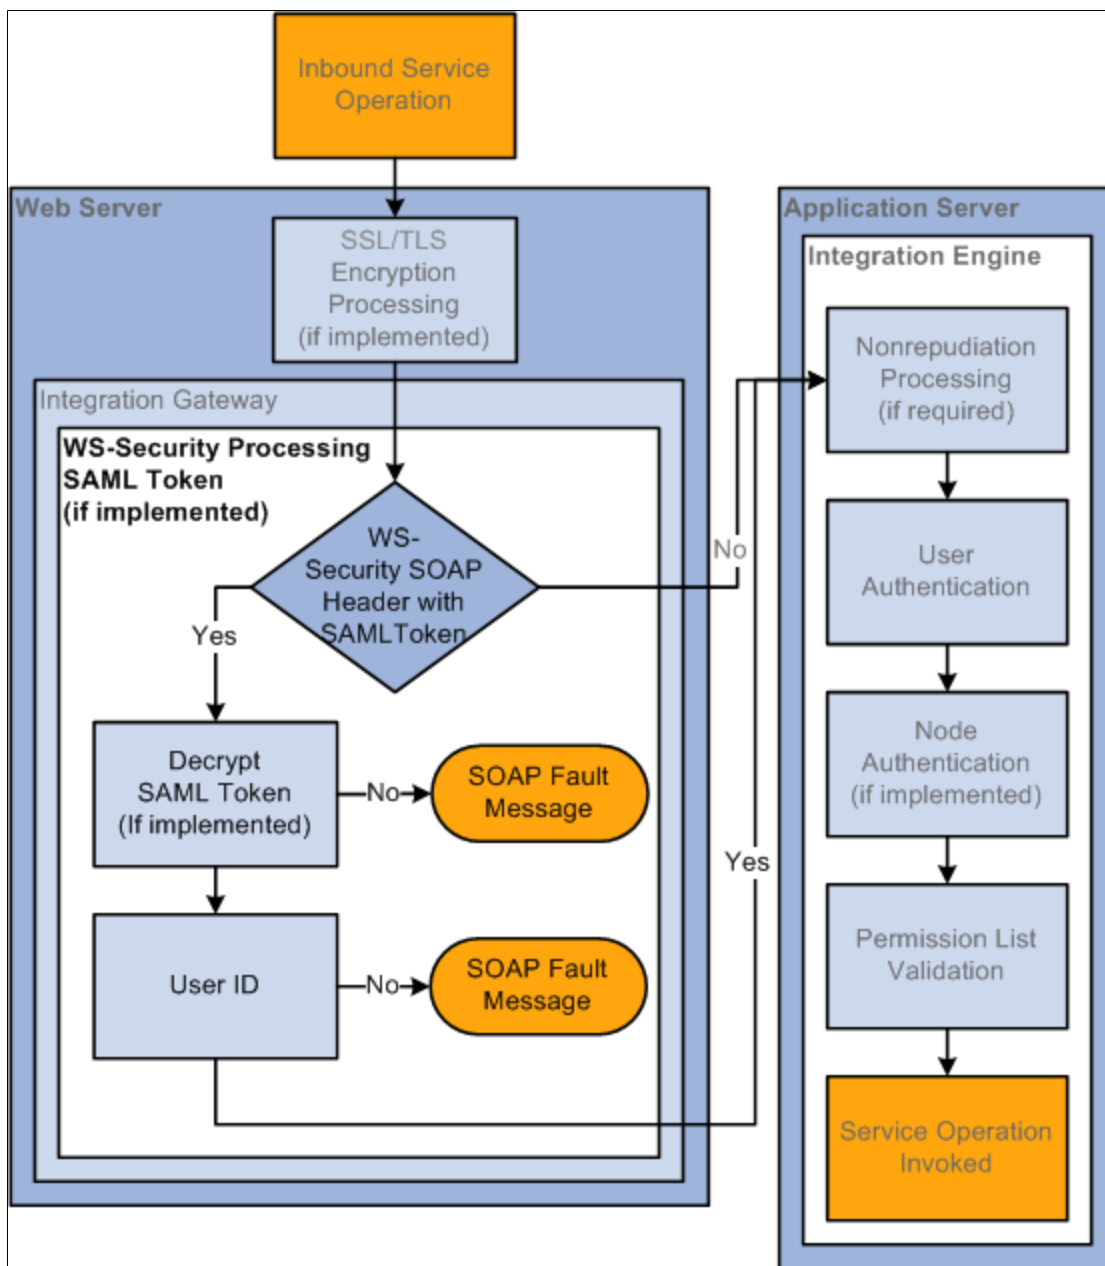 Inbound Service
Operation
Web Server
SSL/TLS
Encryption
Processing
(if implemented)
Integration Gateway
WS-Security Processing
SAML Token
(if implemented)
WS-
Security SOAP
Header with
SAMLToken
Yes
No
Decrypt
SAML Token
(If implemented)
No
SOAP Fault
Message
User ID
No
SOAP Fault
Message
Yes
Application Server
Integration Engine
Nonrepudiation
Processing
(if required)
User
Authentication
Node
Authentication
(if implemented)
Permission List
Validation
Service Operation
Invoked